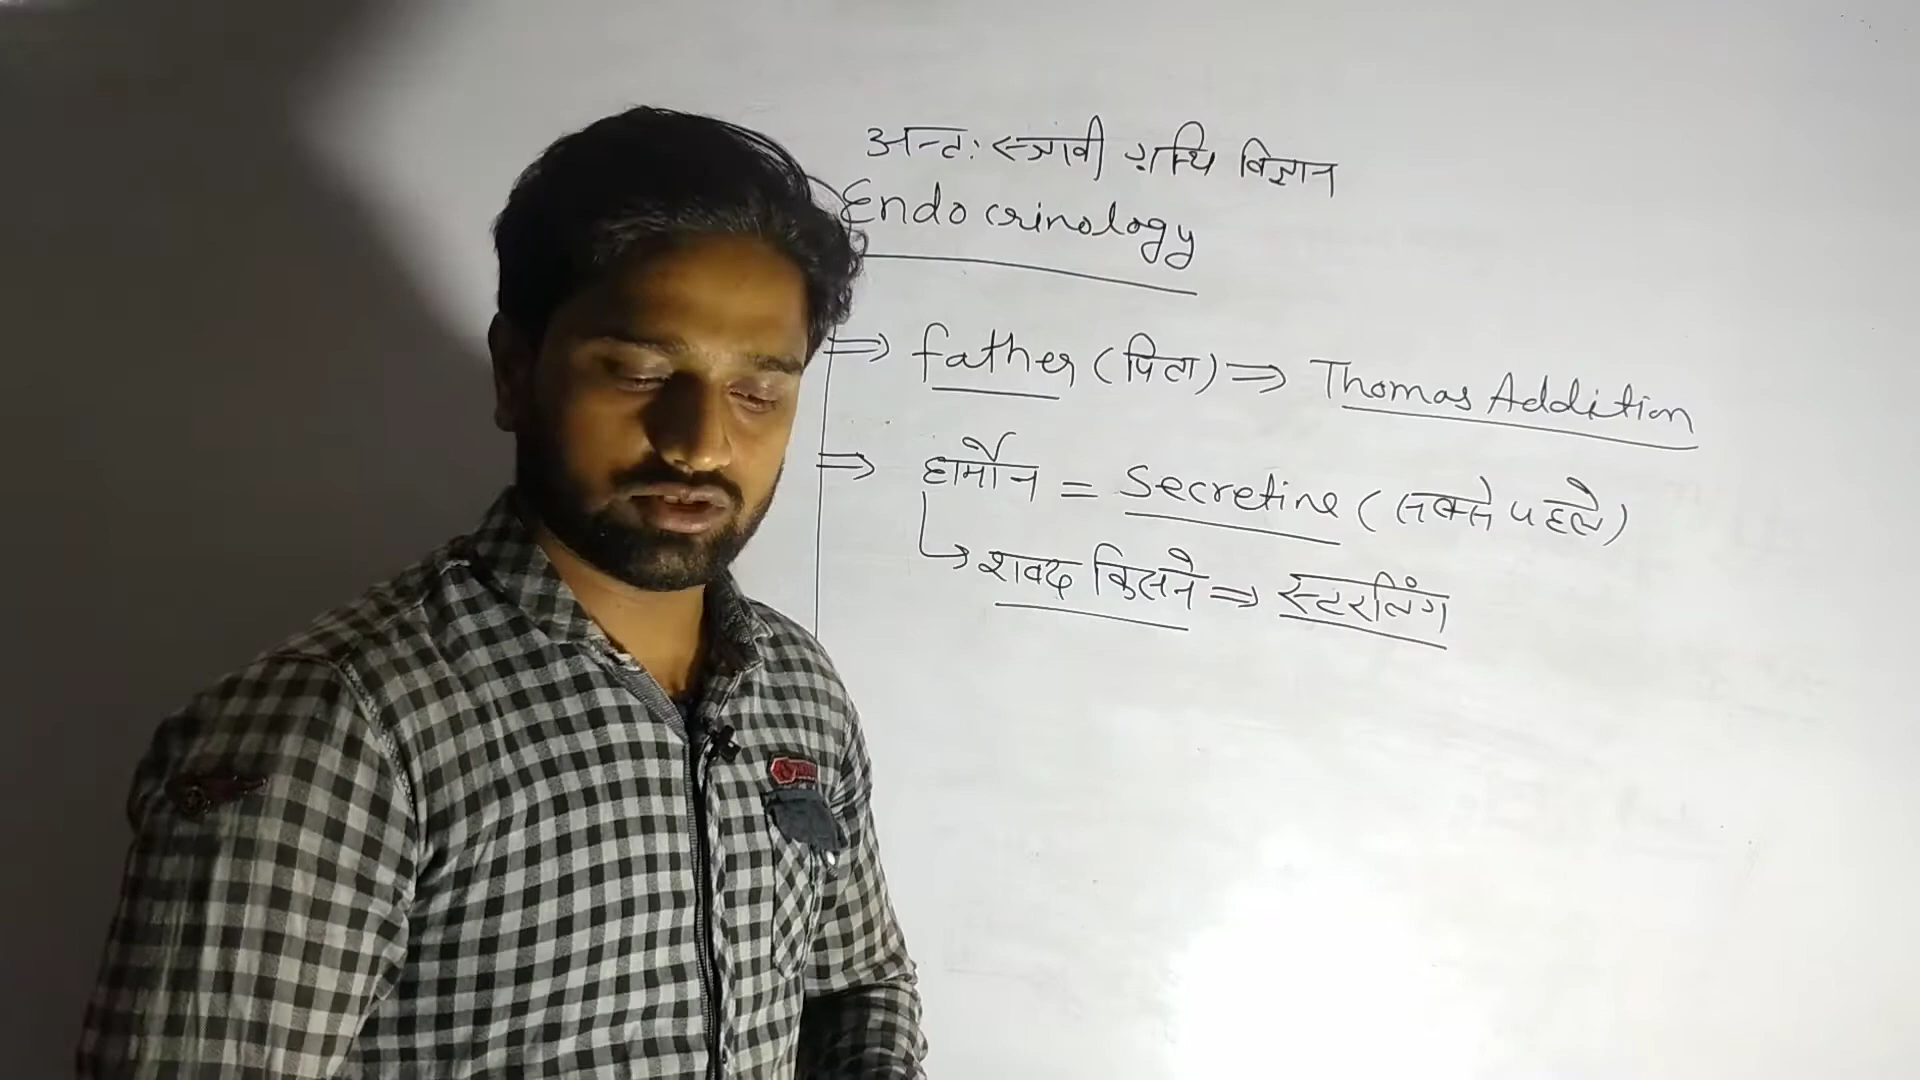 अन्त: स्त्रावी ग्रन्थि विज्ञान
Endocrinology
⇒ father (पिता) ⇒ Thomas Addition
⇒ हार्मोन = Secretine (सबसे पहले)
↳ शब्द किसने ⇒ स्टरलिंग